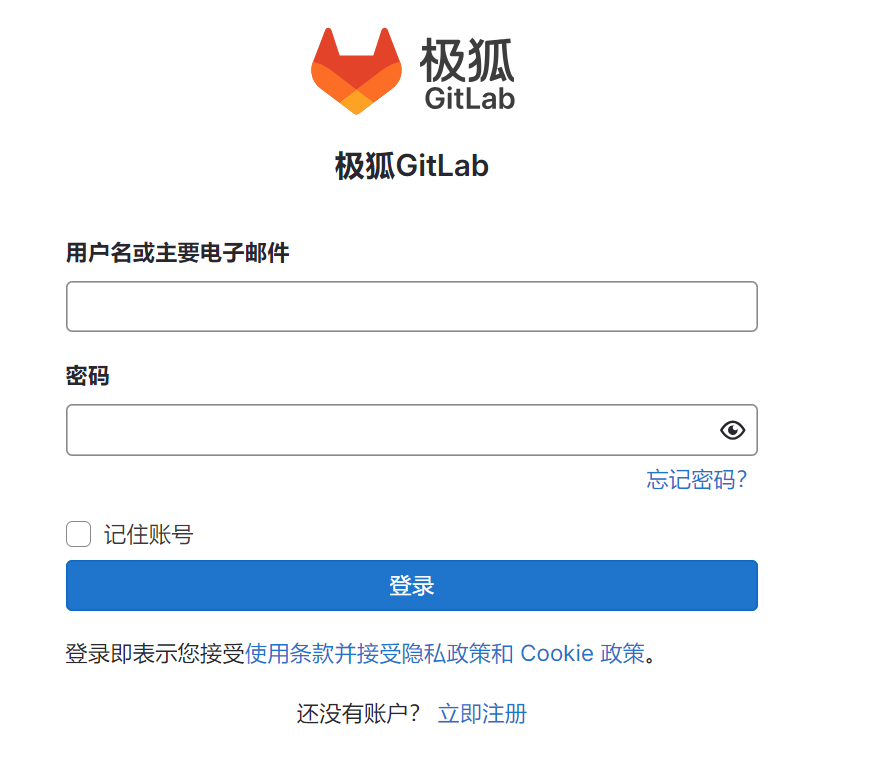 极狐
GitLab
极狐GitLab
用户名或主要电子邮件
密码
忘记密码？
记住账号
登录
登录即表示您接受使用条款并接受隐私政策和 Cookie 政策。
还没有账户？ 立即注册